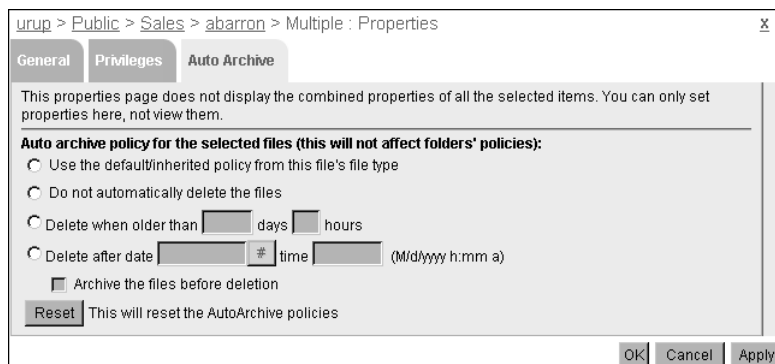 urup > Public > Sales > abarron > Multiple : Properties x
General Privileges Auto Archive
This properties page does not display the combined properties of all the selected items. You can only set
properties here, not view them.
Auto archive policy for the selected files (this will not affect folders' policies):
Use the default/inherited policy from this file's file type
Do not automatically delete the files
Delete when older than days hours
Delete after date # time (M/d/yyyy h:mm a)
Archive the files before deletion
Reset This will reset the AutoArchive policies
OK Cancel Apply